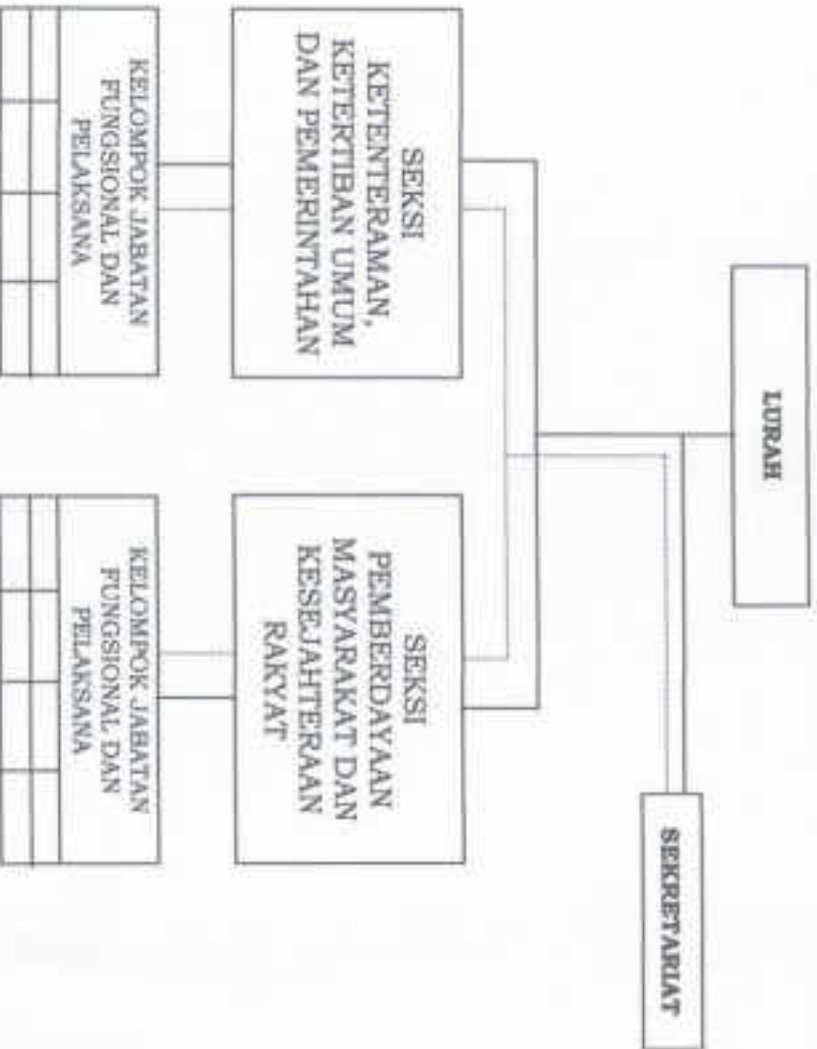 LURAH
SEKRETARIAT
SEKSI
KETENTERAMAN,
KETERTIBAN UMUM
DAN PEMERINTAHAN
SEKSI
PEMBERDAYAAN
MASYARAKAT DAN
KESEJAHTERAAN
RAKYAT
KELOMPOK JABATAN
FUNGSIONAL DAN
PELAKSANA
KELOMPOK JABATAN
FUNGSIONAL DAN
PELAKSANA